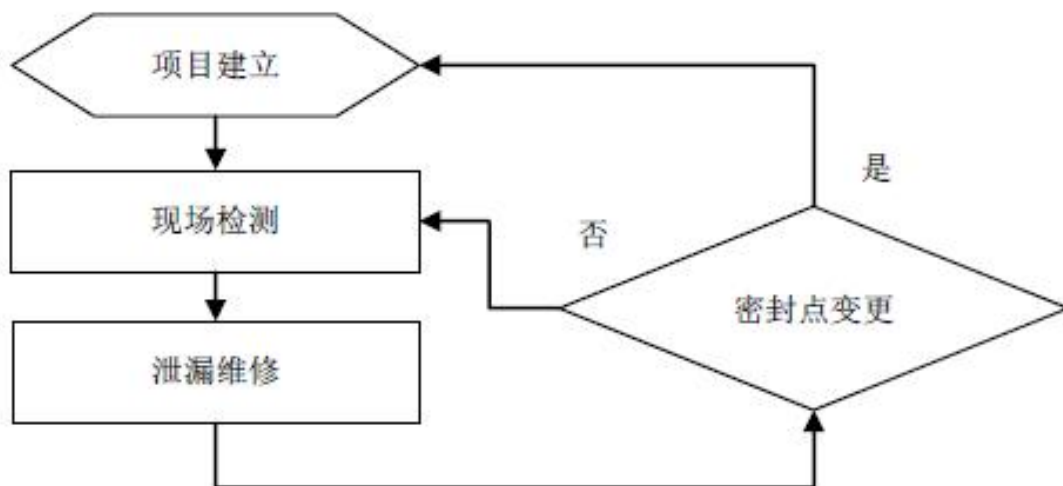 项目建立
是
现场检测
否
密封点变更
泄漏维修